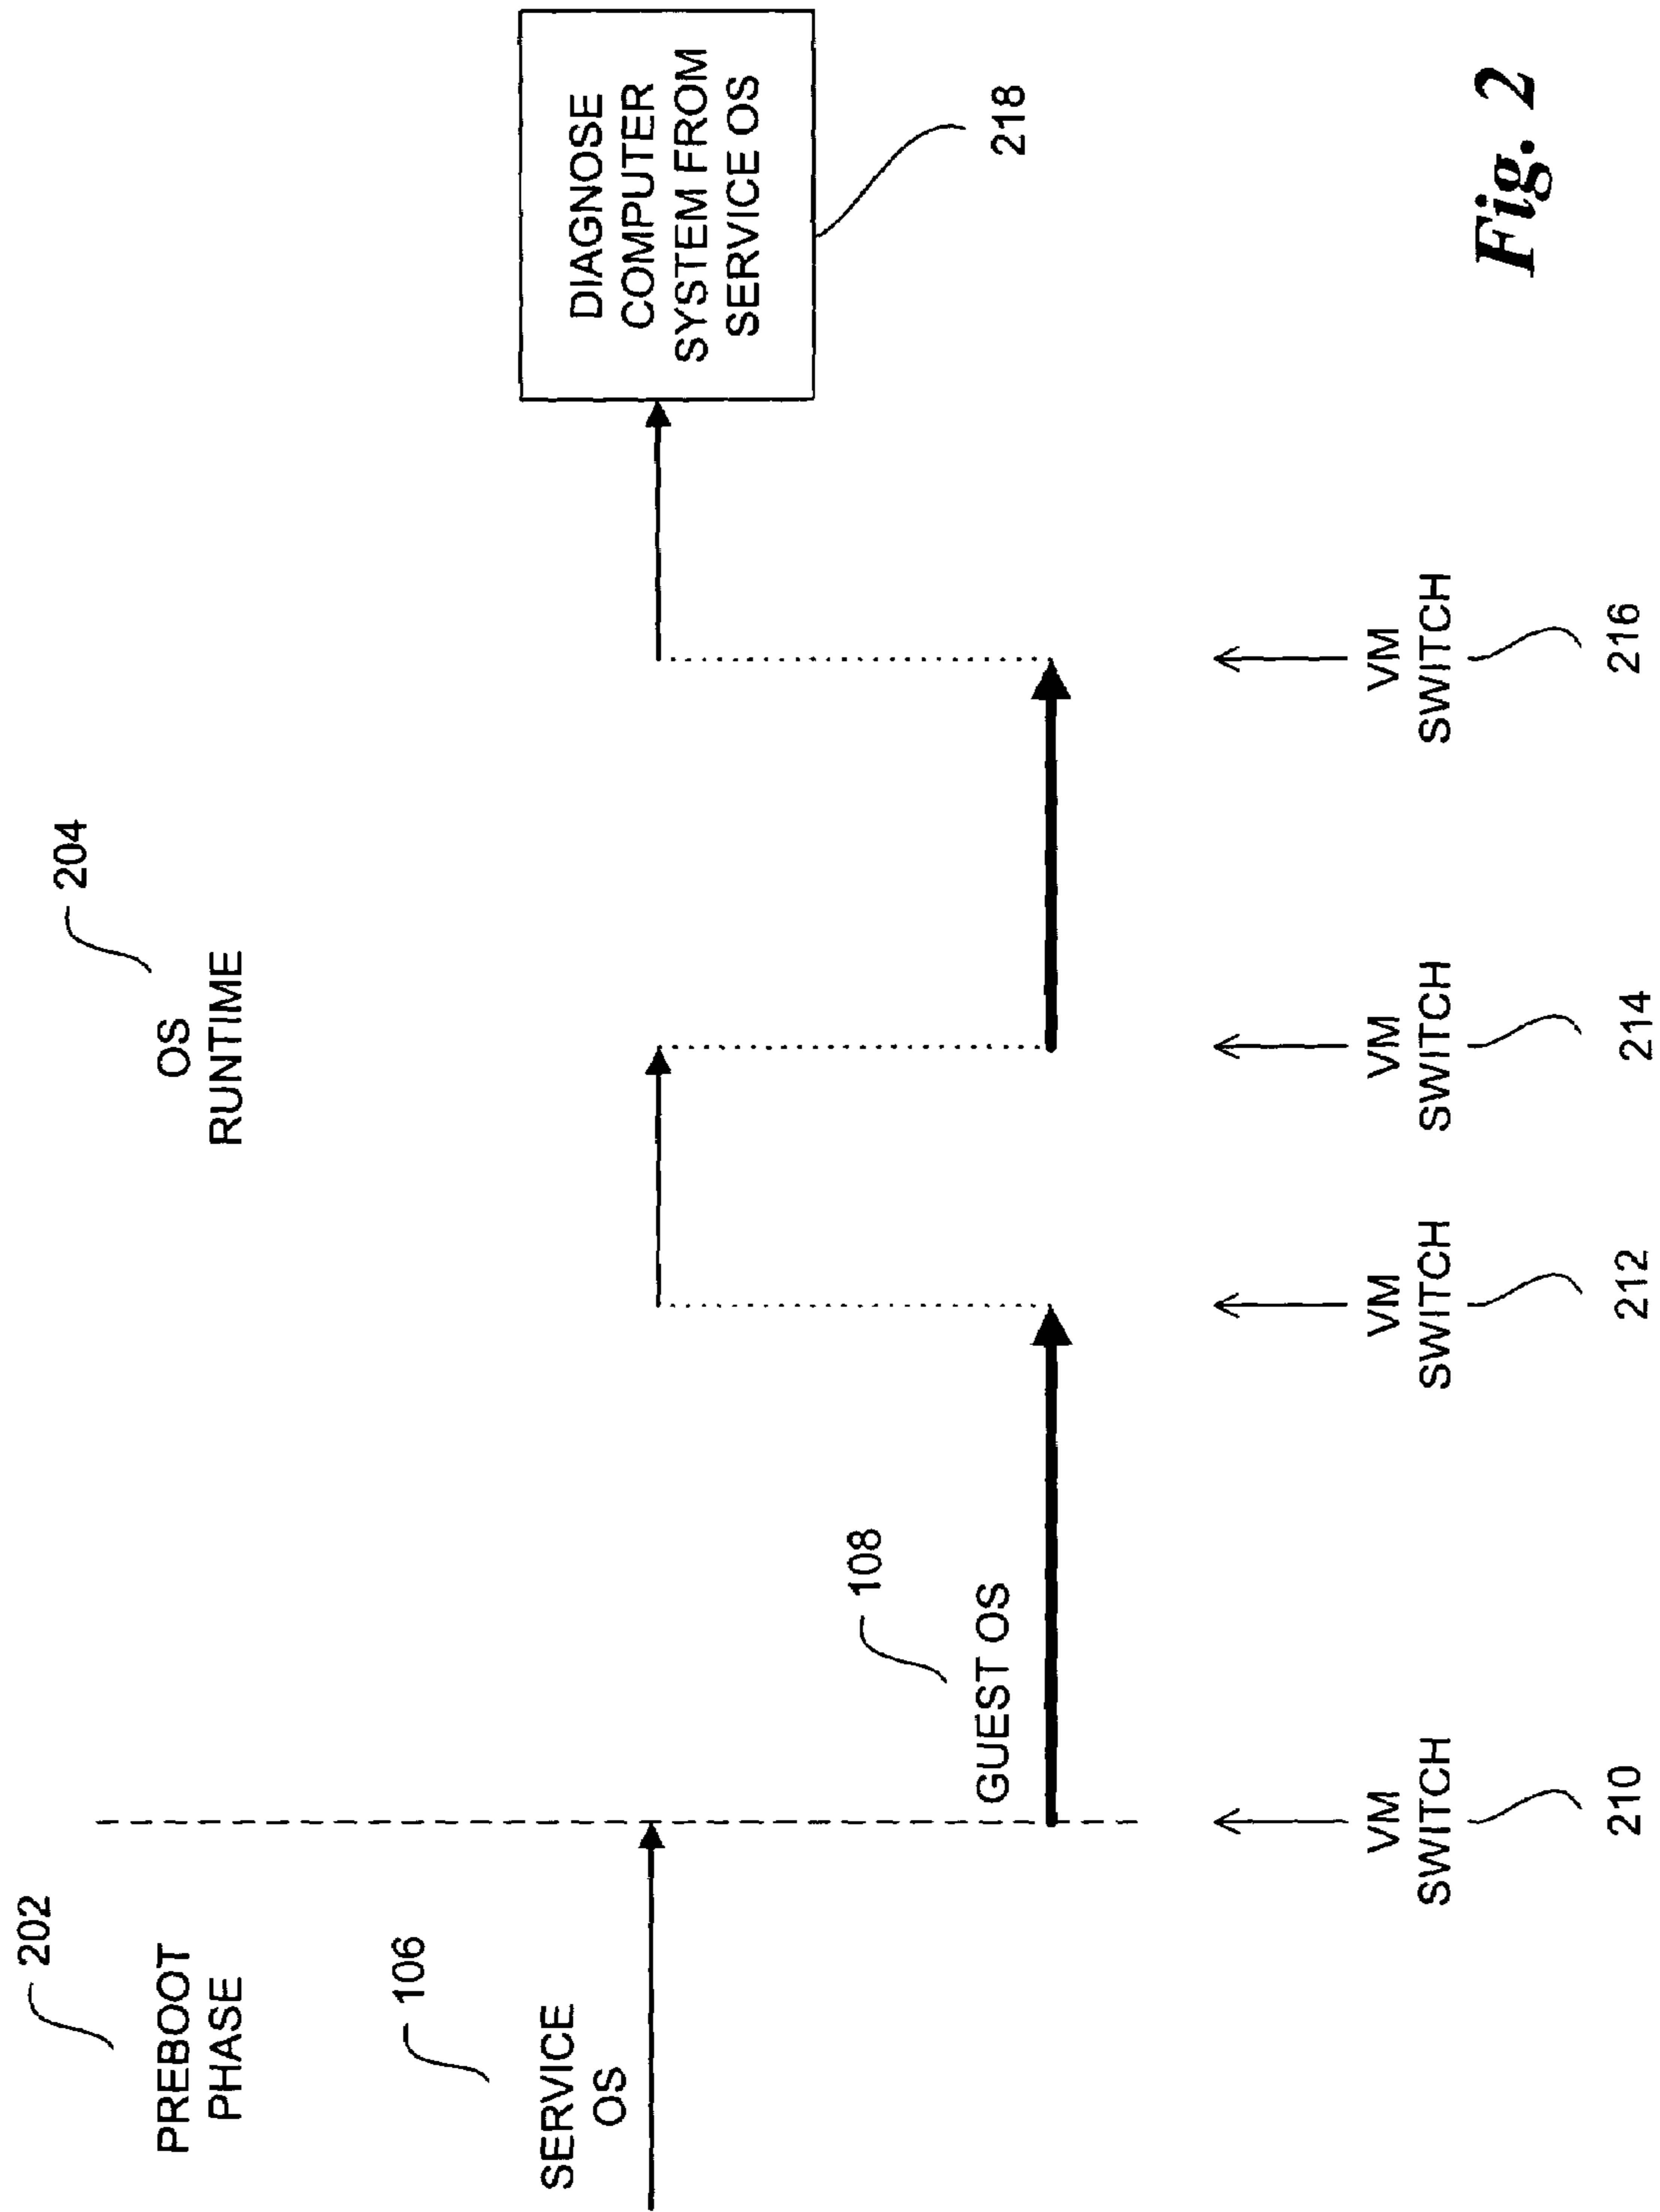 202
PREBOOT
PHASE
204
OS
RUNTIME
106
SERVICE
OS
108
GUEST OS
DIAGNOSE
COMPUTER
SYSTEM FROM
SERVICE OS
218
VM
SWITCH
210
VM
SWITCH
212
VM
SWITCH
214
VM
SWITCH
216
Fig. 2